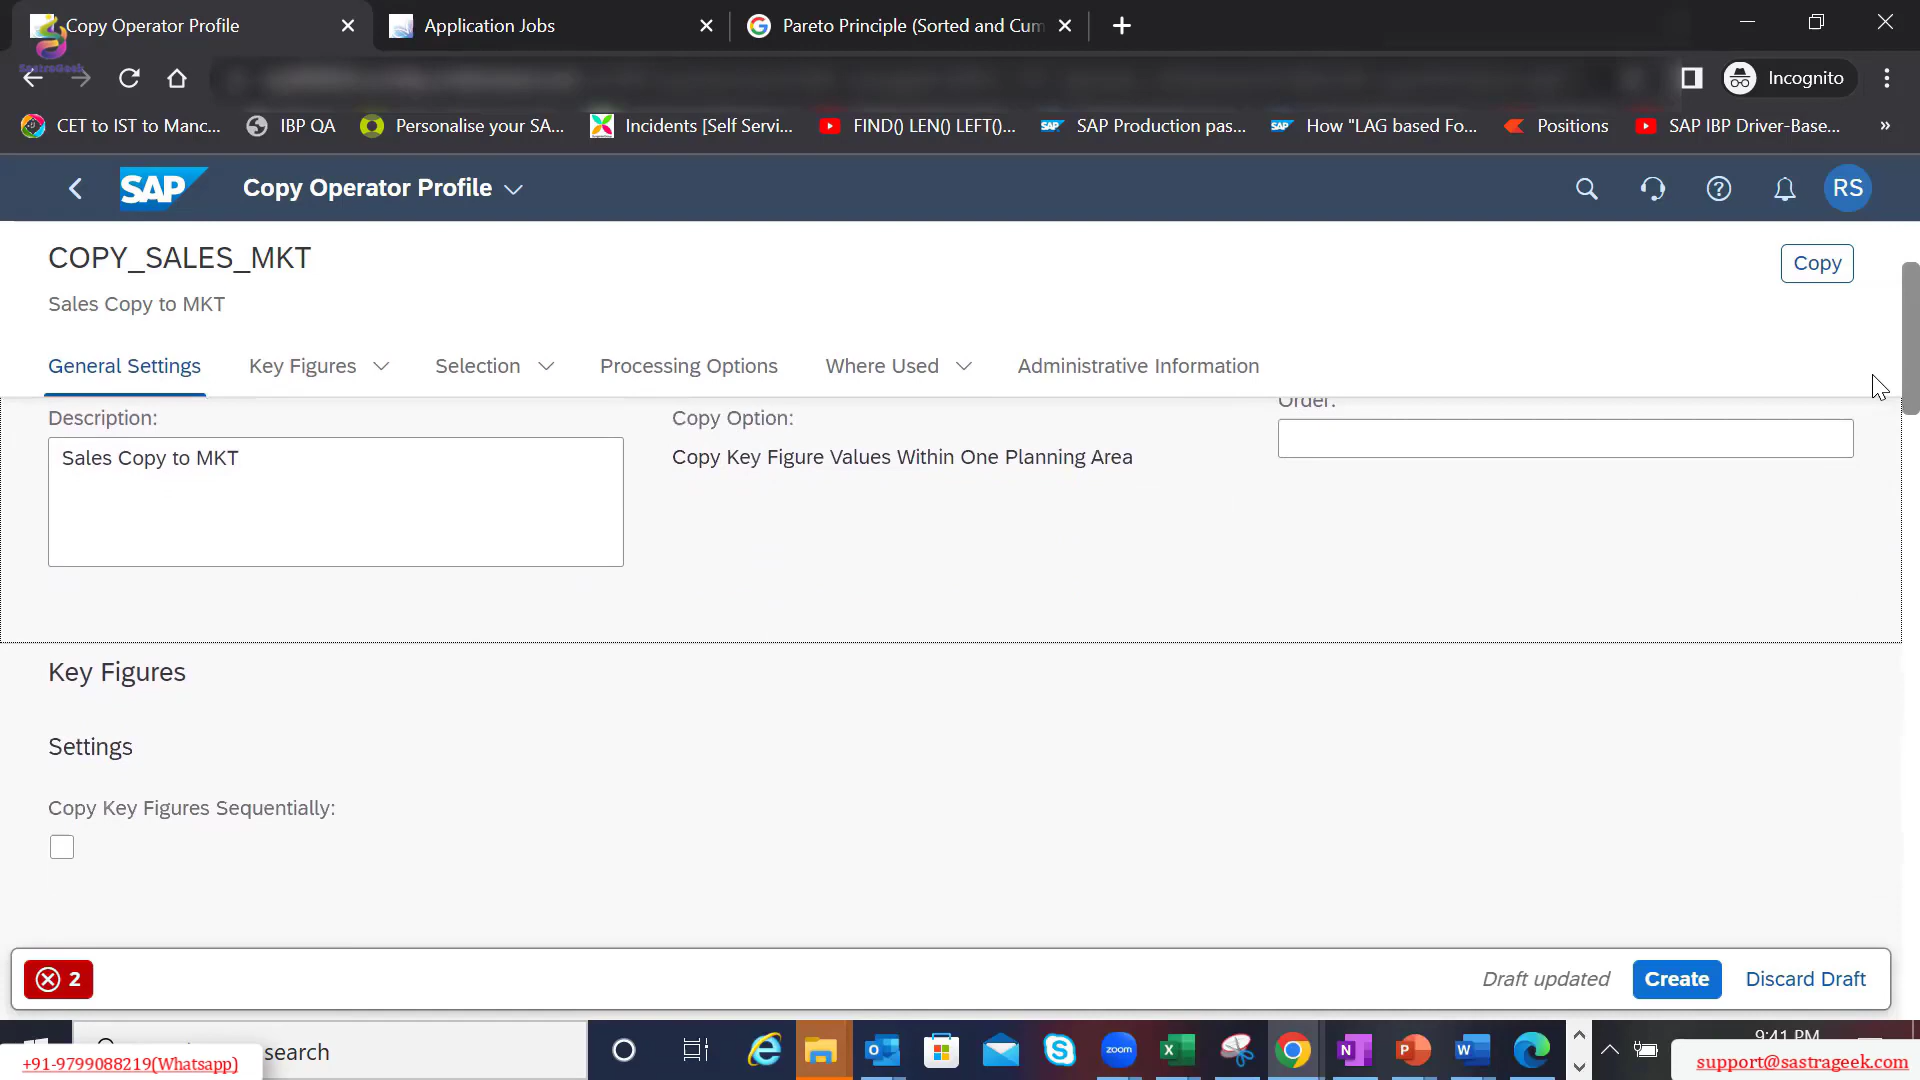 Copy Operator Profile
Application Jobs
Pareto Principle (Sorted and Cum
SastraGeek
Incognito
CET to IST to Manc...
IBP QA
Personalise your SA...
Incidents [Self Servi...
FIND() LEN() LEFT()...
SAP Production pas...
How "LAG based Fo...
Positions
SAP IBP Driver-Base...
»
SAP
Copy Operator Profile
RS
COPY_SALES_MKT
Copy
Sales Copy to MKT
General Settings
Key Figures
Selection
Processing Options
Where Used
Administrative Information
Description:
Copy Option:
Order:
Sales Copy to MKT
Copy Key Figure Values Within One Planning Area
Key Figures
Settings
Copy Key Figures Sequentially:
2
Draft updated
Create
Discard Draft
search
zoom
9:41 PM
+91-9799088219(Whatsapp)
support@sastrageek.com